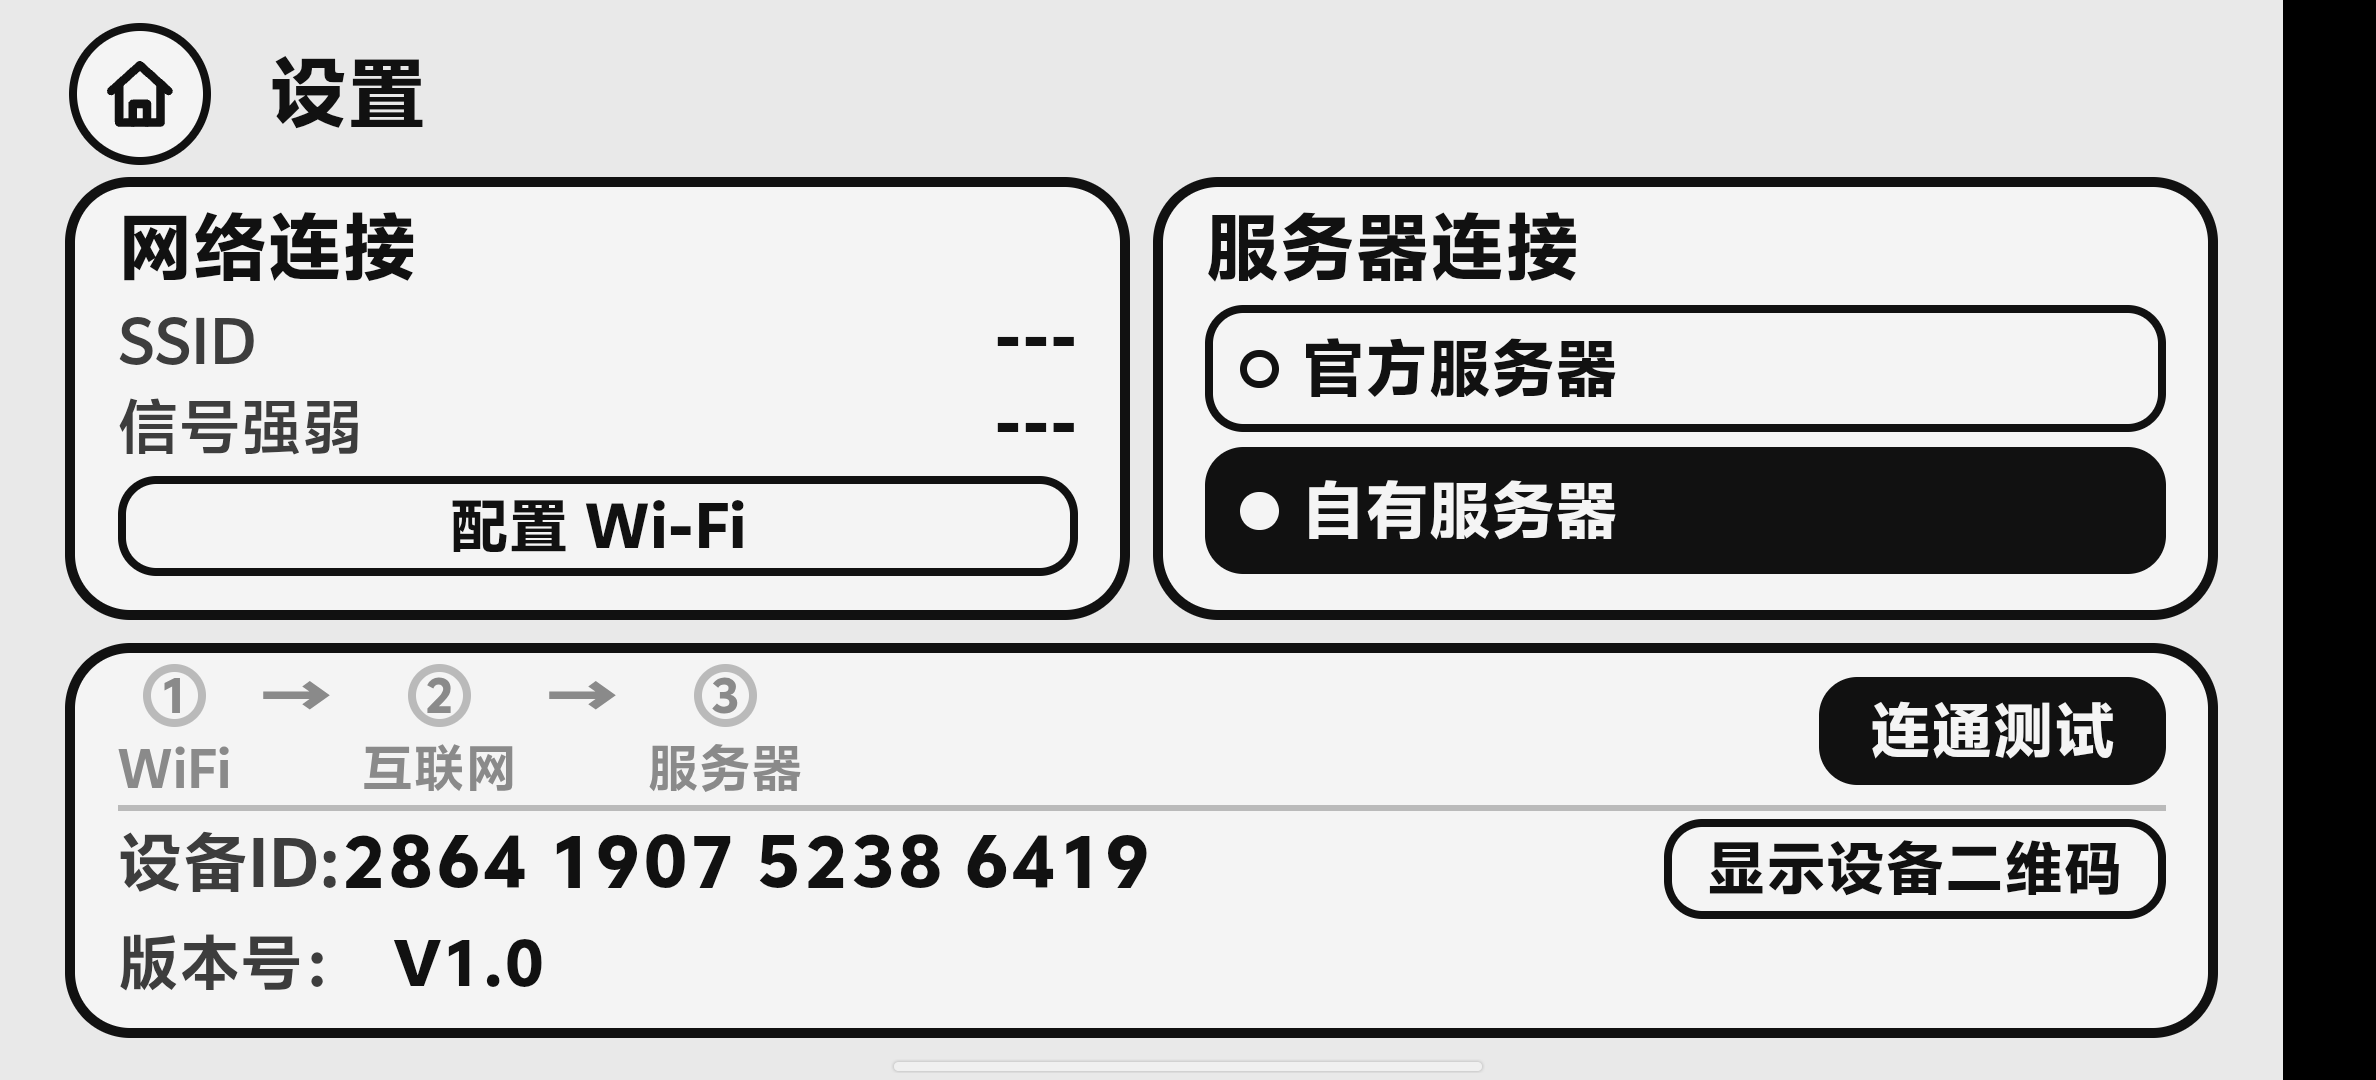 设置
网络连接
SSID ---
信号强弱 ---
配置 Wi-Fi
服务器连接
官方服务器
自有服务器
1 → 2 → 3
WiFi 互联网 服务器
连通测试
设备ID:2864 1907 5238 6419
显示设备二维码
版本号: V1.0